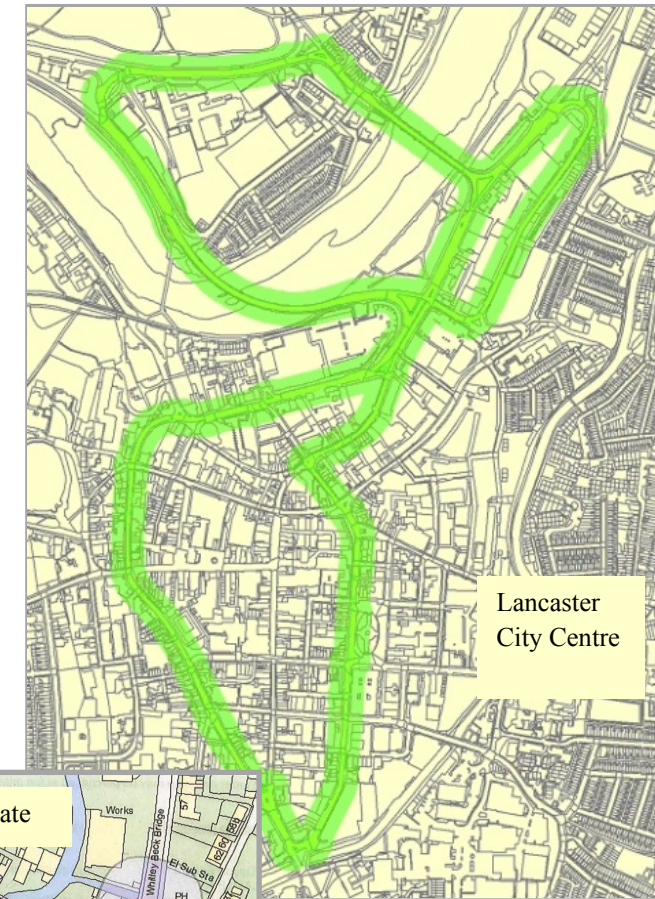 Lancaster
City Centre
ate
Works
Whitley Beck Bridge
57
El Sub Sta
PH